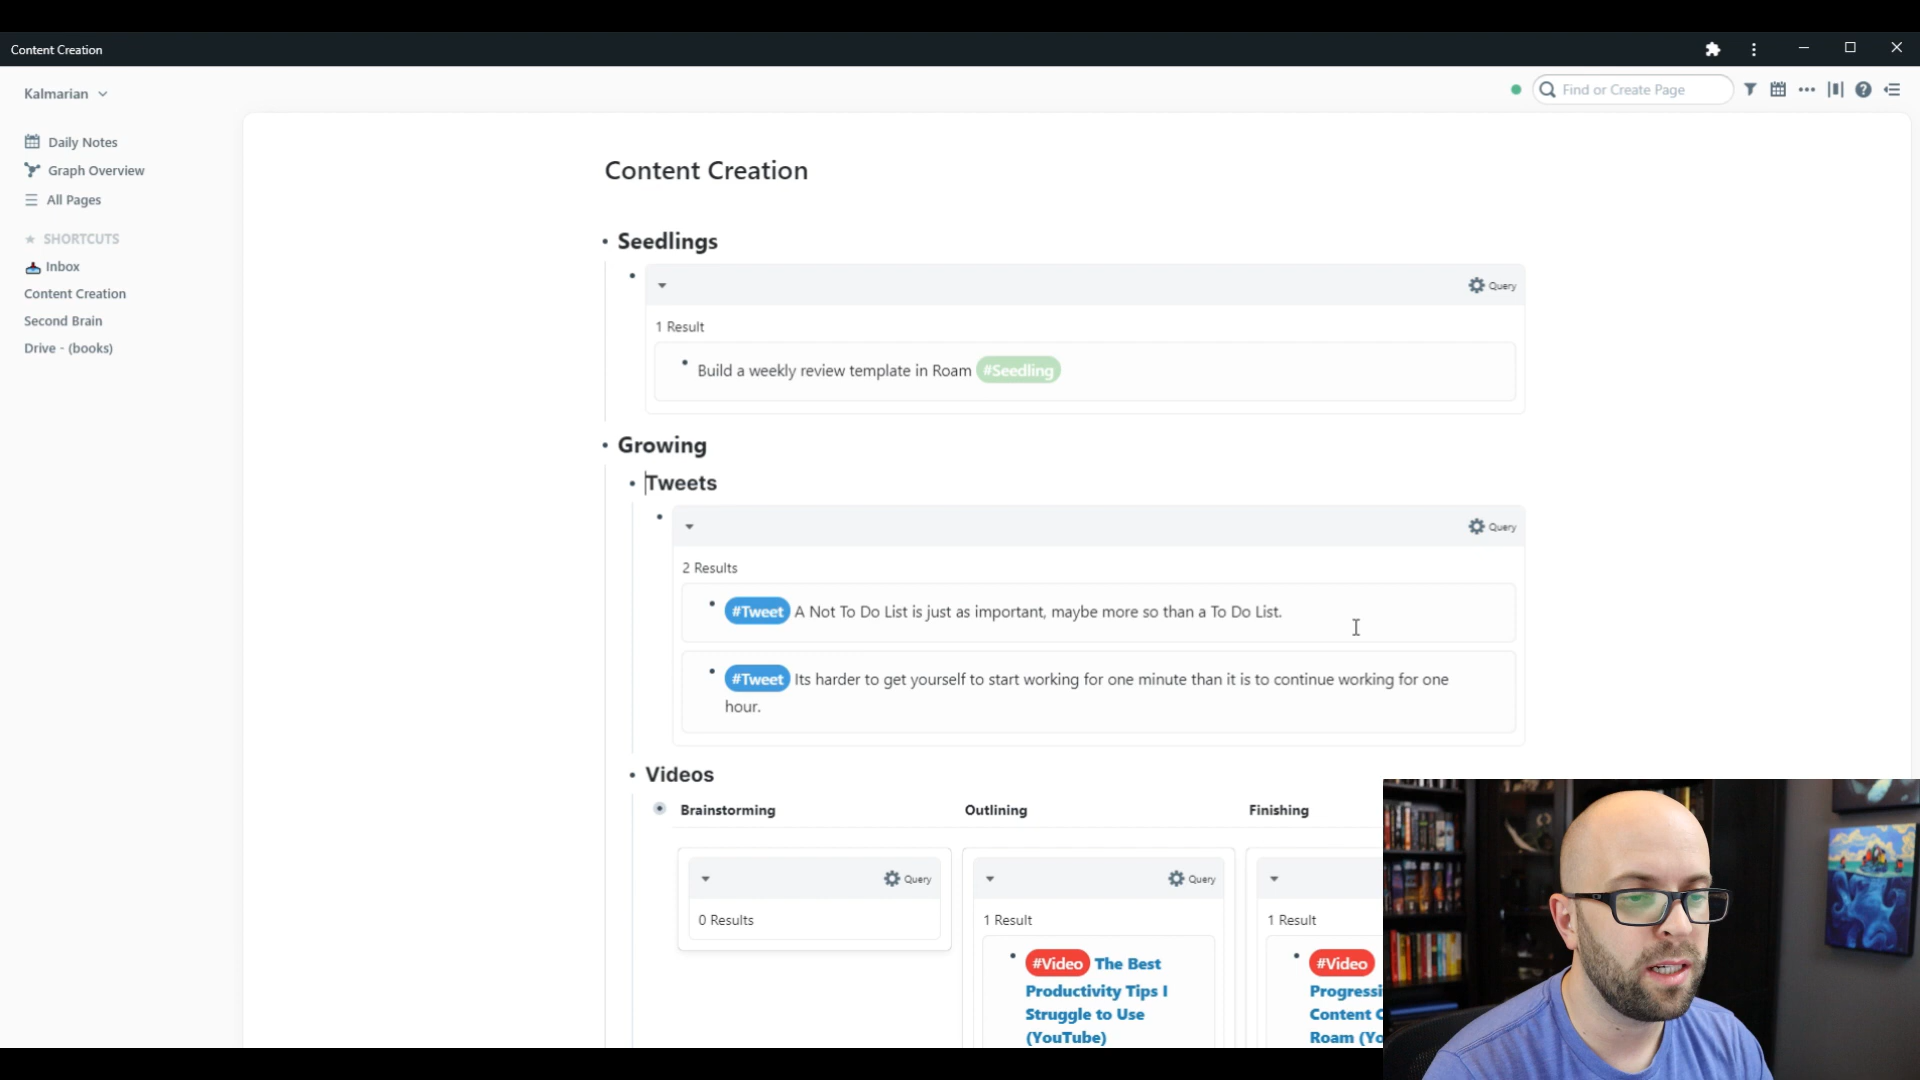 Content Creation
Kalmarian
Find or Create Page
Daily Notes
Graph Overview
All Pages
SHORTCUTS
Inbox
Content Creation
Second Brain
Drive - (books)
Content Creation
Seedlings
Query
1 Result
Build a weekly review template in Roam #Seedling
Growing
Tweets
Query
2 Results
#Tweet A Not To Do List is just as important, maybe more so than a To Do List.
#Tweet Its harder to get yourself to start working for one minute than it is to continue working for one
hour.
Videos
Brainstorming
Outlining
Finishing
Query
Query
0 Results
1 Result
1 Result
#Video The Best
Productivity Tips I
Struggle to Use
(YouTube)
#Video
Content
Roam